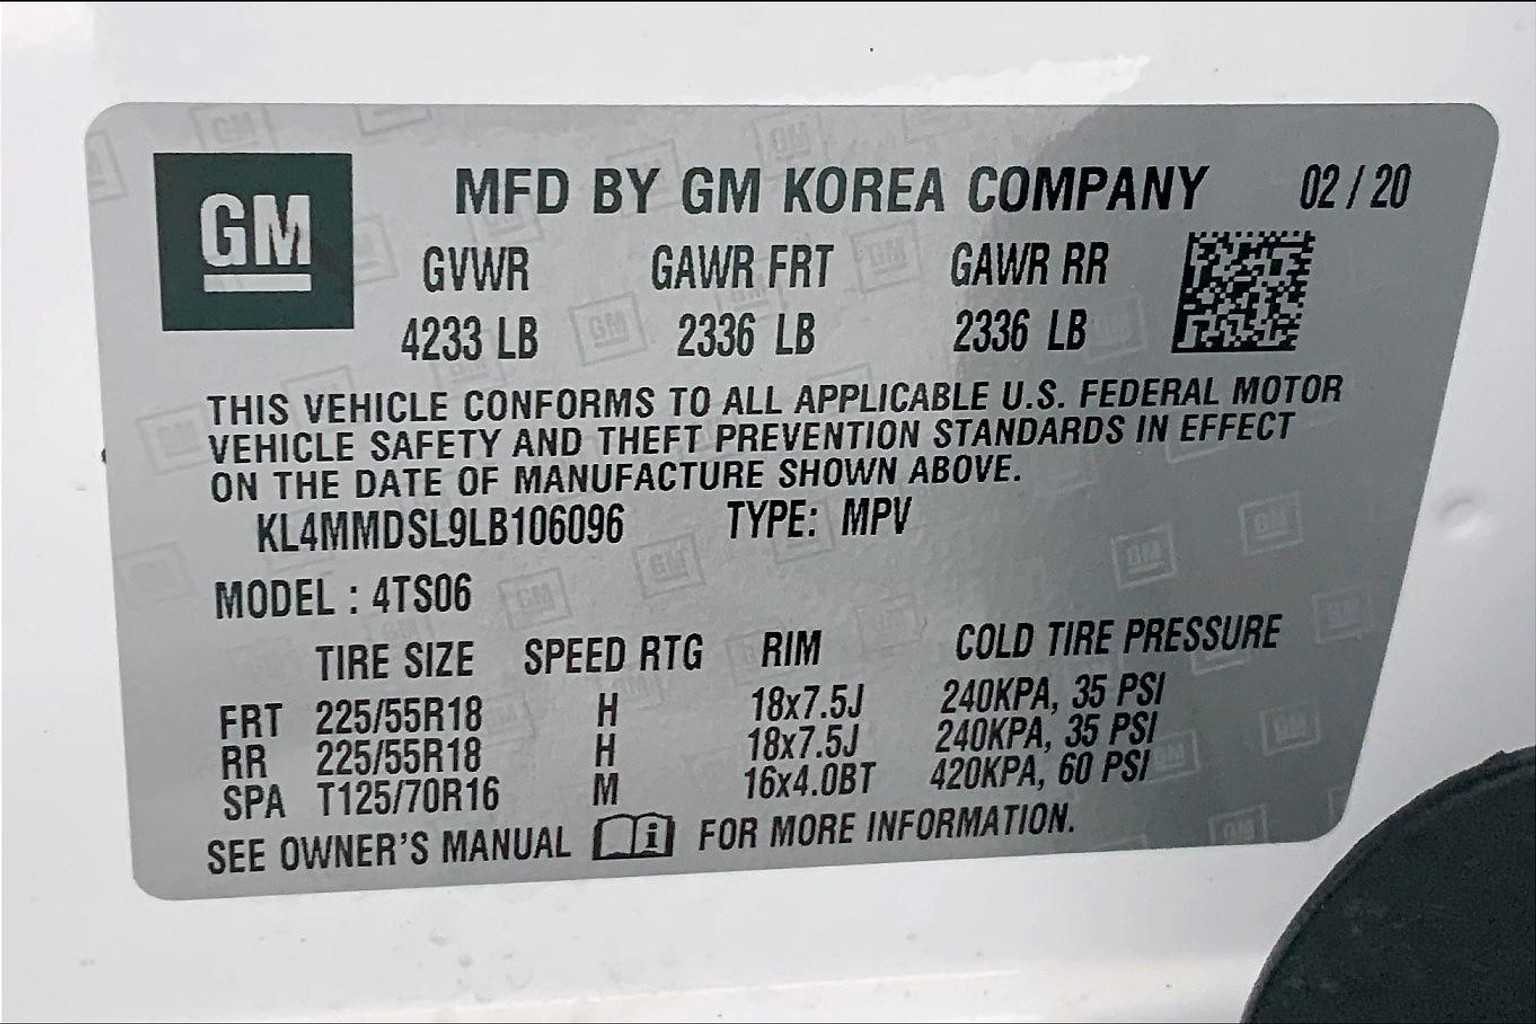 GM
MFD BY GM KOREA COMPANY 02 / 20
GVWR GAWR FRT GAWR RR
4233 LB 2336 LB 2336 LB
THIS VEHICLE CONFORMS TO ALL APPLICABLE U.S. FEDERAL MOTOR
VEHICLE SAFETY AND THEFT PREVENTION STANDARDS IN EFFECT
ON THE DATE OF MANUFACTURE SHOWN ABOVE.
KL4MMDSL9LB106096 TYPE: MPV
MODEL : 4TS06
TIRE SIZE SPEED RTG RIM COLD TIRE PRESSURE
FRT 225/55R18 H 18x7.5J 240KPA, 35 PSI
RR 225/55R18 H 18x7.5J 240KPA, 35 PSI
SPA T125/70R16 M 16x4.0BT 420KPA, 60 PSI
SEE OWNER'S MANUAL i FOR MORE INFORMATION.